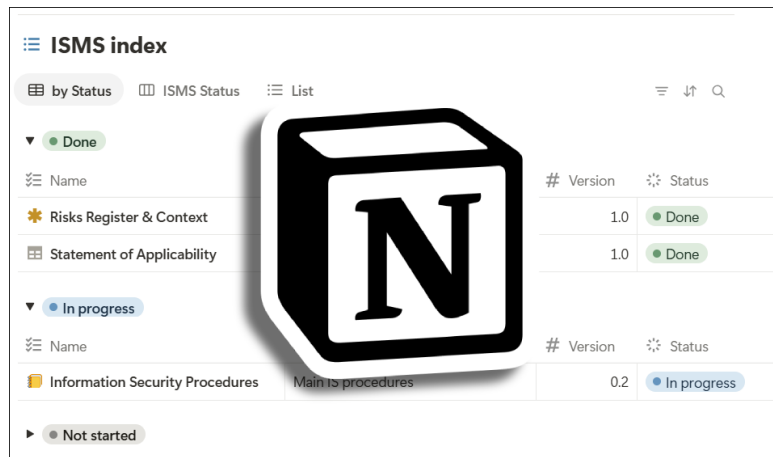 ISMS index
by Status ISMS Status List
Done
Name # Version Status
Risks Register & Context 1.0 Done
Statement of Applicability 1.0 Done
In progress
Name # Version Status
Information Security Procedures Main IS procedures 0.2 In progress
Not started
N